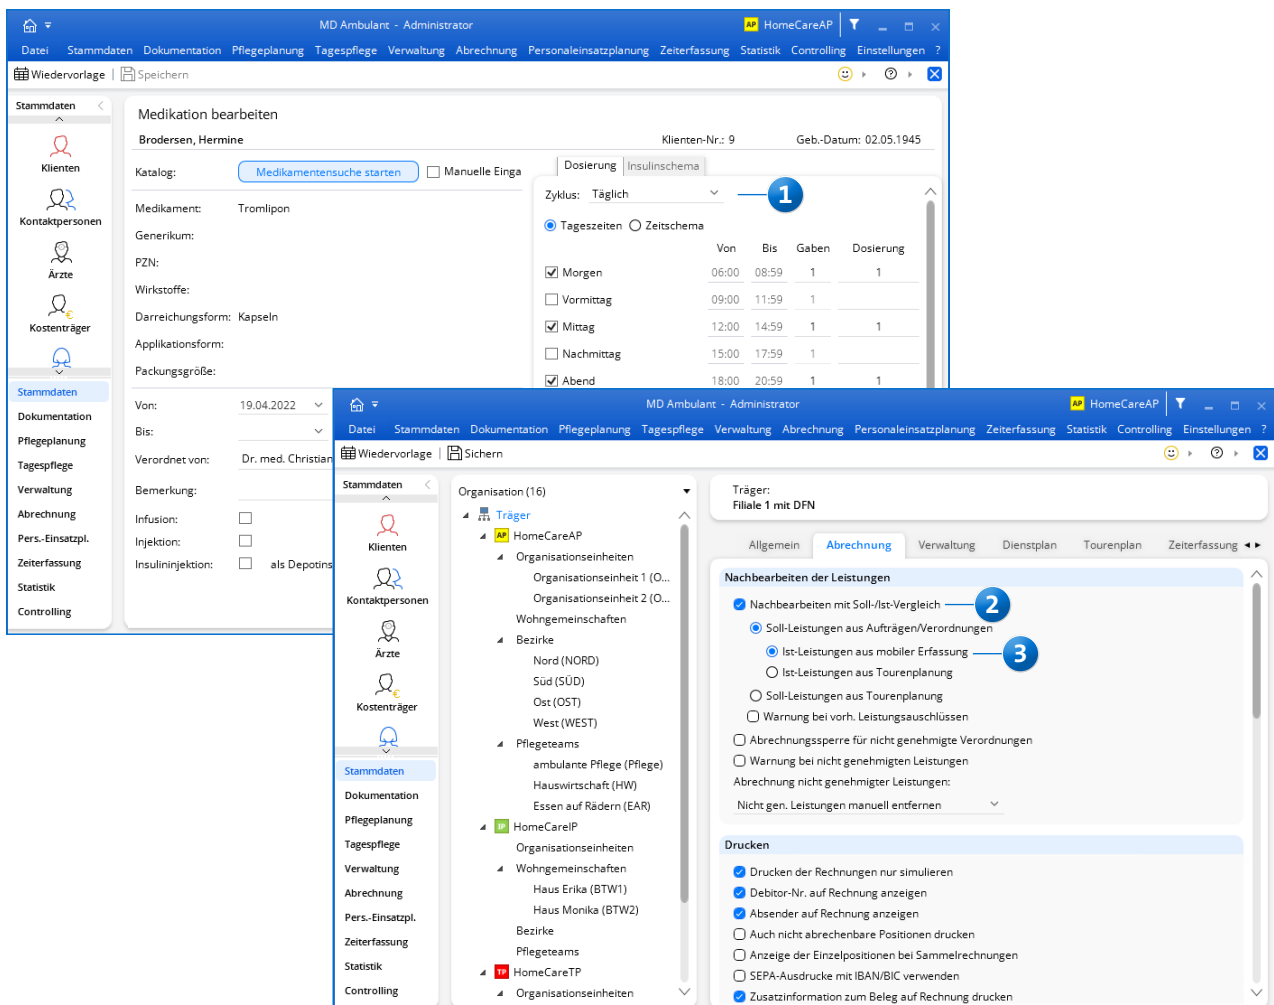 MD Ambulant - Administrator
AP HomeCareAP
Datei Stammdaten Dokumentation Pflegeplanung Tagespflege Verwaltung Abrechnung Personaleinsatzplanung Zeiterfassung Statistik Controlling Einstellungen ?
Wiedervorlage Speichern
Stammdaten
Klienten
Kontaktpersonen
Ärzte
Kostenträger
Stammdaten
Dokumentation
Pflegeplanung
Tagespflege
Verwaltung
Abrechnung
Pers.-Einsatzpl.
Zeiterfassung
Statistik
Controlling
Medikation bearbeiten
Brodersen, Hermine Klienten-Nr.: 9 Geb.-Datum: 02.05.1945
Katalog: Medikamentensuche starten Manuelle Einga
Medikament: Tromlipon
Generikum:
PZN:
Wirkstoffe:
Darreichungsform: Kapseln
Applikationsform:
Packungsgröße:
Von: 19.04.2022
Bis:
Verordnet von: Dr. med. Christian
Bemerkung:
Infusion:
Injektion:
Insulininjektion: als Depotins
Dosierung Insulinschema
Zyklus: Täglich 1
Tageszeiten Zeitschema
Von Bis Gaben Dosierung
Morgen 06:00 08:59 1 1
Vormittag 09:00 11:59 1
Mittag 12:00 14:59 1 1
Nachmittag 15:00 17:59 1
Abend 18:00 20:59 1 1
MD Ambulant - Administrator
AP HomeCareAP
Datei Stammdaten Dokumentation Pflegeplanung Tagespflege Verwaltung Abrechnung Personaleinsatzplanung Zeiterfassung Statistik Controlling Einstellungen ?
Wiedervorlage Sichern
Stammdaten
Klienten
Kontaktpersonen
Ärzte
Kostenträger
Stammdaten
Dokumentation
Pflegeplanung
Tagespflege
Verwaltung
Abrechnung
Pers.-Einsatzpl.
Zeiterfassung
Statistik
Controlling
Organisation (16)
Träger
AP HomeCareAP
Organisationseinheiten
Organisationseinheit 1 (O...
Organisationseinheit 2 (O...
Wohngemeinschaften
Bezirke
Nord (NORD)
Süd (SÜD)
Ost (OST)
West (WEST)
Pflegeteams
ambulante Pflege (Pflege)
Hauswirtschaft (HW)
Essen auf Rädern (EAR)
IP HomeCareIP
Organisationseinheiten
Wohngemeinschaften
Haus Erika (BTW1)
Haus Monika (BTW2)
Bezirke
Pflegeteams
TP HomeCareTP
Organisationseinheiten
Träger:
Filiale 1 mit DFN
Allgemein Abrechnung Verwaltung Dienstplan Tourenplan Zeiterfassung
Nachbearbeiten der Leistungen
Nachbearbeiten mit Soll-/Ist-Vergleich 2
Soll-Leistungen aus Aufträgen/Verordnungen
Ist-Leistungen aus mobiler Erfassung 3
Ist-Leistungen aus Tourenplanung
Soll-Leistungen aus Tourenplanung
Warnung bei vorh. Leistungsauschlüssen
Abrechnungssperre für nicht genehmigte Verordnungen
Warnung bei nicht genehmigten Leistungen
Abrechnung nicht genehmigter Leistungen:
Nicht gen. Leistungen manuell entfernen
Drucken
Drucken der Rechnungen nur simulieren
Debitor-Nr. auf Rechnung anzeigen
Absender auf Rechnung anzeigen
Auch nicht abrechenbare Positionen drucken
Anzeige der Einzelpositionen bei Sammelrechnungen
SEPA-Ausdrucke mit IBAN/BIC verwenden
Zusatzinformation zum Beleg auf Rechnung drucken